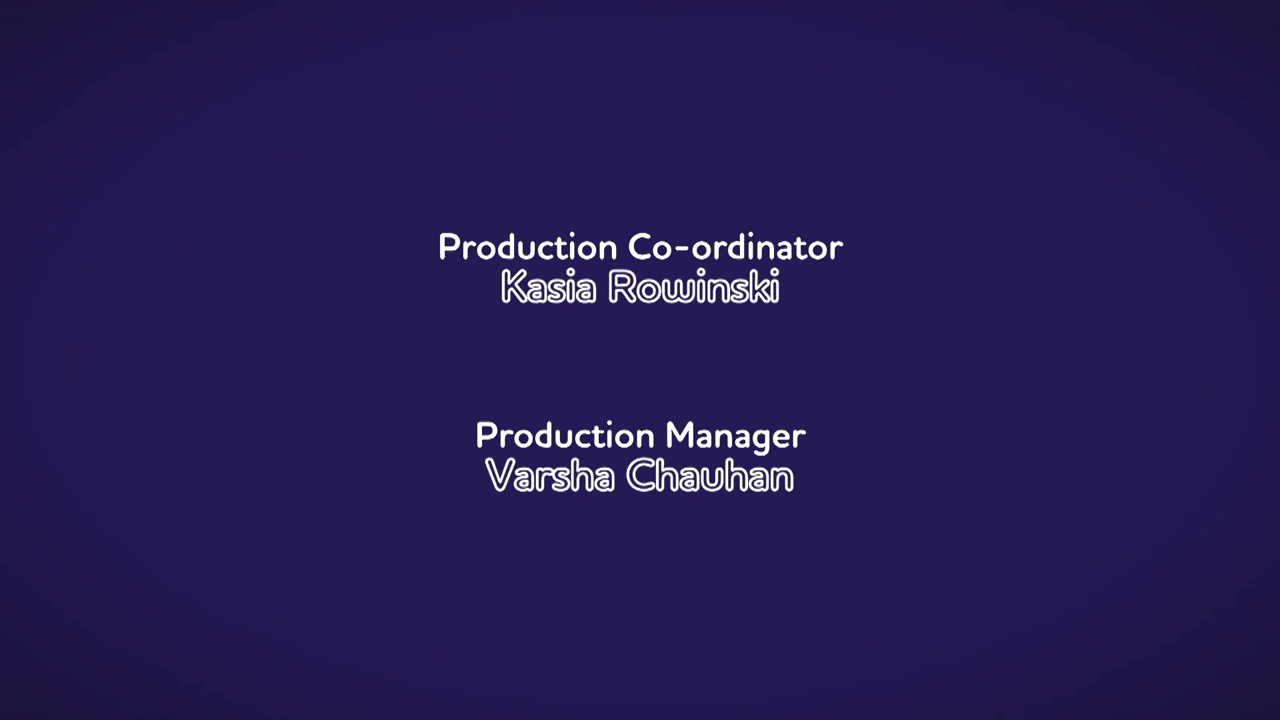 Production Co-ordinator
Kasia Rowinski
Production Manager
Varsha Chauhan